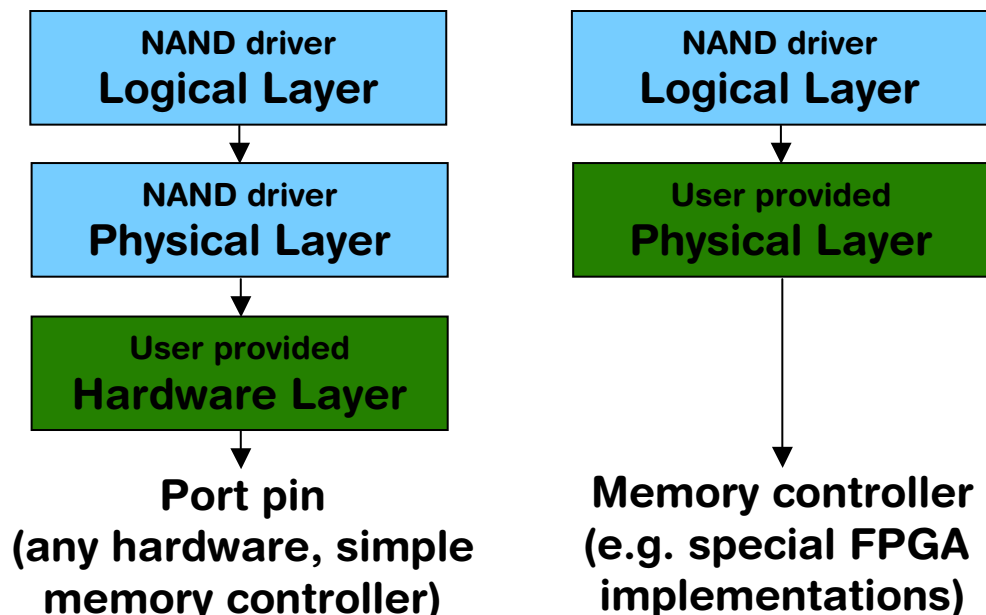 NAND driver
Logical Layer
NAND driver
Physical Layer
User provided
Hardware Layer
Port pin
(any hardware, simple
memory controller)
NAND driver
Logical Layer
User provided
Physical Layer
Memory controller
(e.g. special FPGA
implementations)